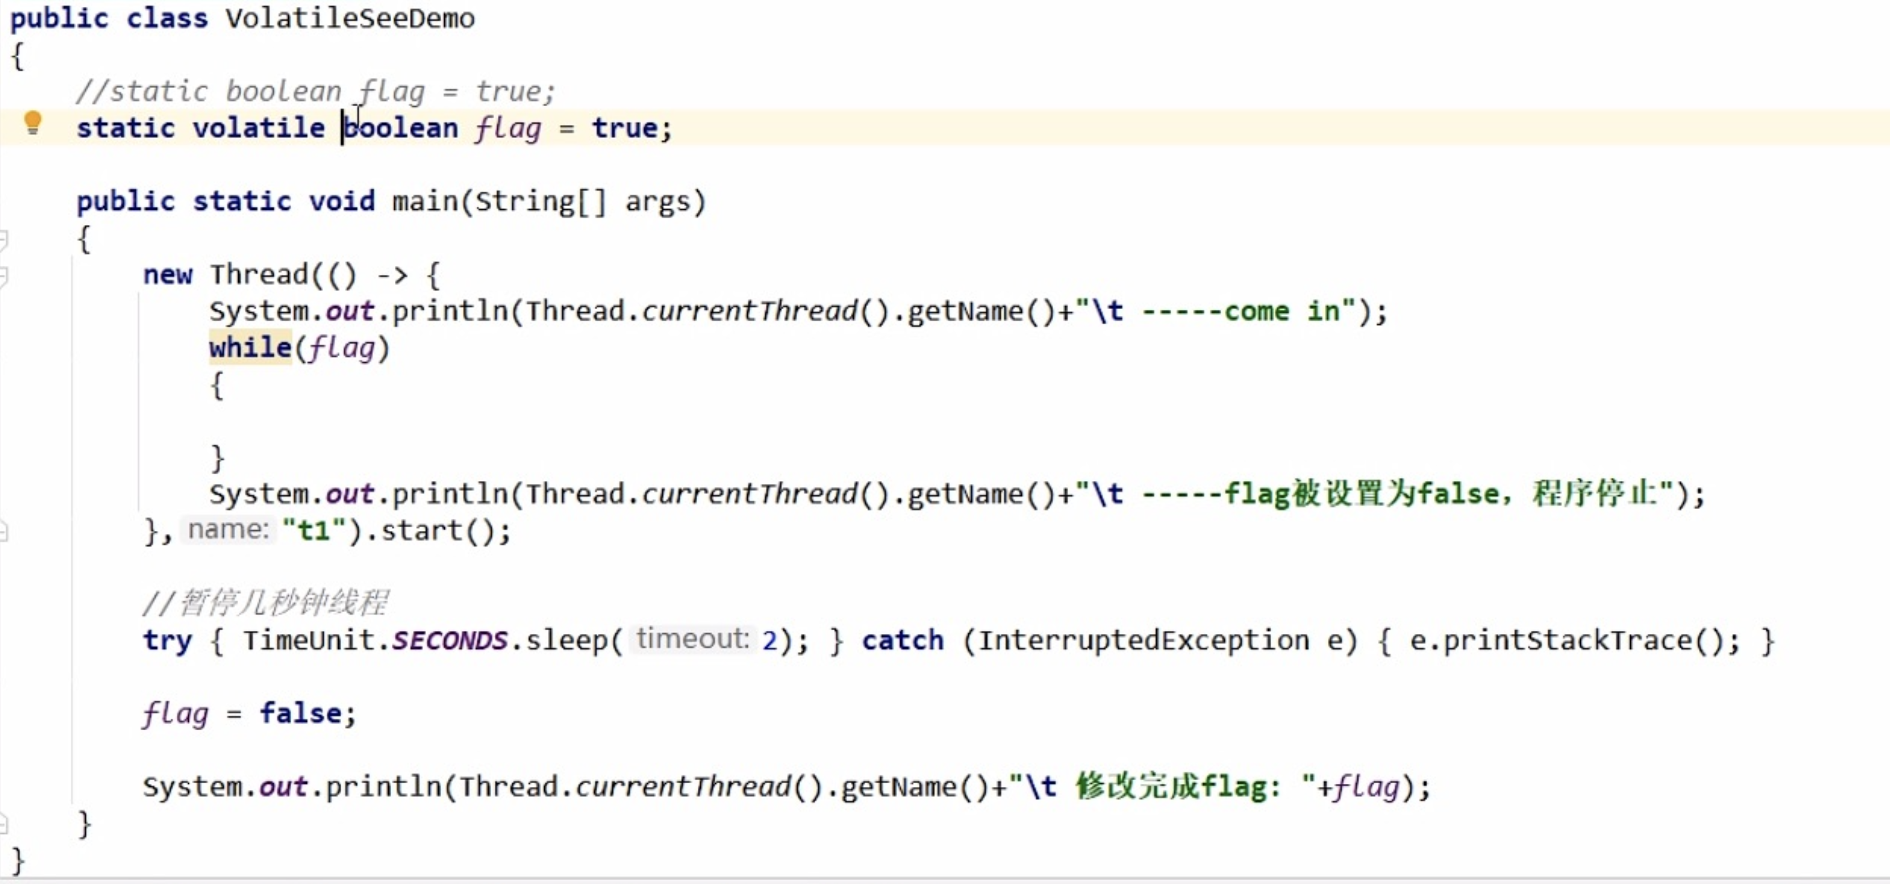 public class VolatileSeeDemo
{
//static boolean flag = true;
static volatile boolean flag = true;
public static void main(String[] args)
{
new Thread(() -> {
System.out.println(Thread.currentThread().getName()+"\t -----come in");
while(flag)
{
}
System.out.println(Thread.currentThread().getName()+"\t -----flag被设置为false，程序停止");
}, name: "t1").start();
//暂停几秒钟线程
try { TimeUnit.SECONDS.sleep( timeout: 2); } catch (InterruptedException e) { e.printStackTrace(); }
flag = false;
System.out.println(Thread.currentThread().getName()+"\t 修改完成flag: "+flag);
}
}